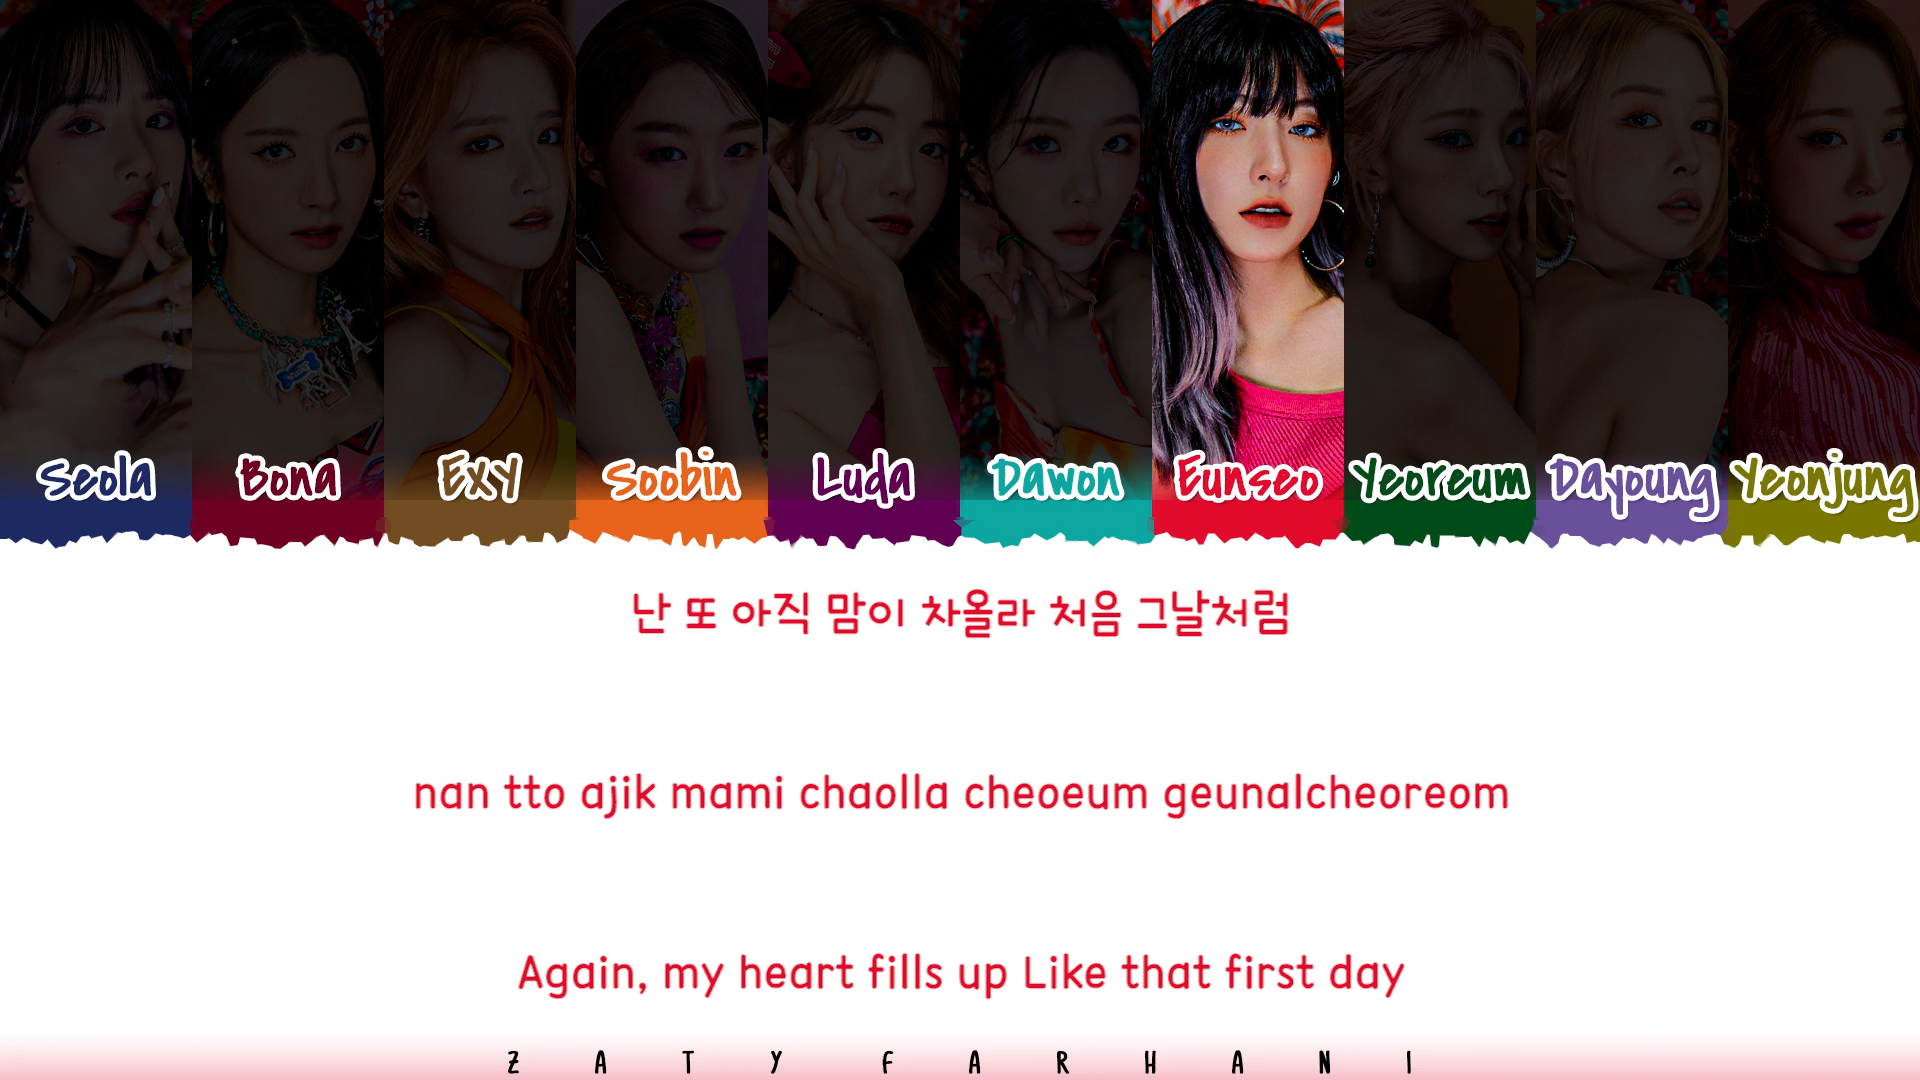 Seola Bona EXY Soobin Luda Dawon Eunseo Yeoreum Dayoung Yeonjung
난 또 아직 맘이 차올라 처음 그날처럼
nan tto ajik mami chaolla cheoeum geunalcheoreom
Again, my heart fills up Like that first day
ZATY FARHANI